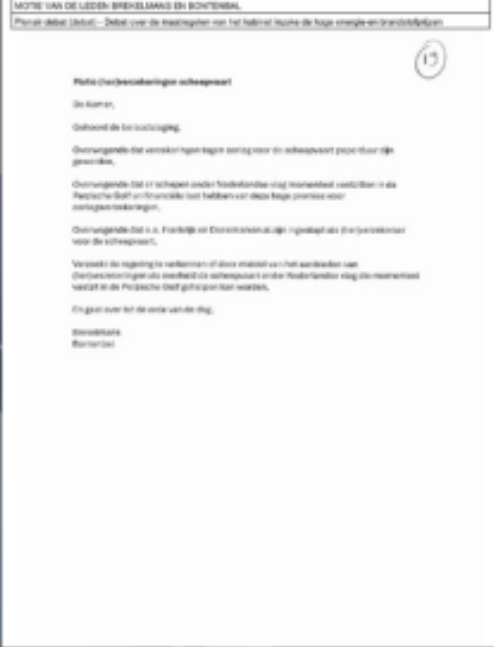 MOTIE VAN DE LEDEN BREKELMANS EN BONTENBAL
Plenair debat (debat) – Debat over de maatregelen van het kabinet inzake de hoge energie-en brandstofprijzen
13
Motie (her)verzekeringen scheepvaart
De Kamer,
Gehoord de beraadslaging,
Overwegende dat verzekeringen tegen oorlog voor de scheepvaart peperduur zijn
geworden,
Overwegende dat er schepen onder Nederlandse vlag momenteel vastzitten in de
Perzische Golf en financiële last hebben van deze hoge premies voor
oorlogsverzekeringen,
Overwegende dat o.a. Frankrijk en Denemarken al zijn ingestapt als (her)verzekeraar
voor de scheepvaart,
Verzoekt de regering te verkennen of door middel van het aanbieden van
(her)verzekeringen als overheid de scheepvaart onder Nederlandse vlag die momenteel
vastzit in de Perzische Golf geholpen kan worden,
En gaat over tot de orde van de dag,
Brekelmans
Bontenbal